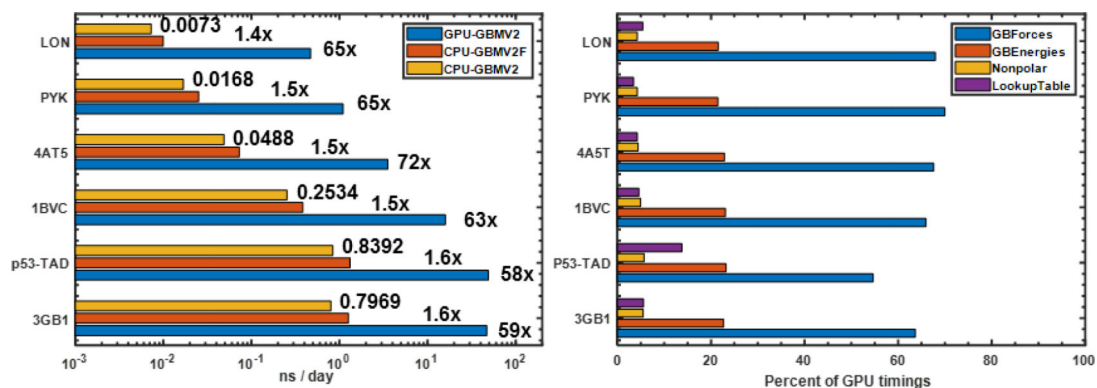 LON
0.0073
1.4x
65x
PYK
0.0168
1.5x
65x
4AT5
0.0488
1.5x
72x
1BVC
0.2534
1.5x
63x
p53-TAD
0.8392
1.6x
58x
3GB1
0.7969
1.6x
59x
GPU-GBMV2
CPU-GBMV2F
CPU-GBMV2
10^-3
10^-2
10^-1
10^0
10^1
10^2
ns / day
LON
PYK
4A5T
1BVC
P53-TAD
3GB1
GBForces
GBEnergies
Nonpolar
LookupTable
0
20
40
60
80
100
Percent of GPU timings